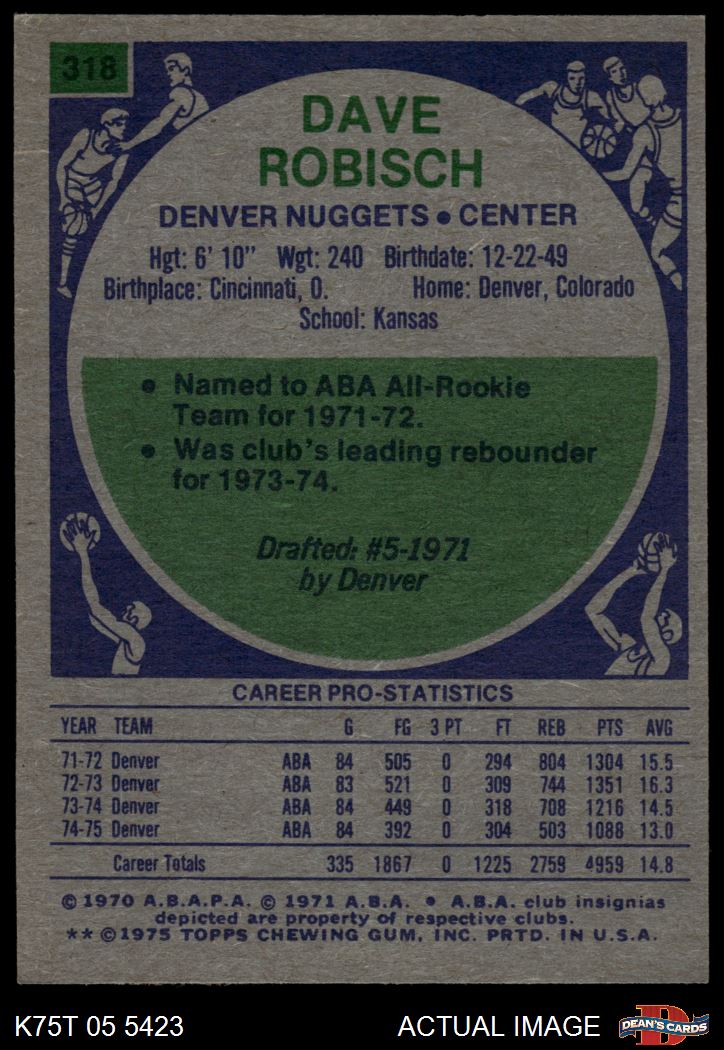 318
DAVE
ROBISCH
DENVER NUGGETS • CENTER
Hgt: 6' 10" Wgt: 240 Birthdate: 12-22-49
Birthplace: Cincinnati, O. Home: Denver, Colorado
School: Kansas
• Named to ABA All-Rookie
Team for 1971-72.
• Was club's leading rebounder
for 1973-74.
Drafted: #5-1971
by Denver
CAREER PRO-STATISTICS
YEAR TEAM G FG 3 PT FT REB PTS AVG
71-72 Denver ABA 84 505 0 294 804 1304 15.5
72-73 Denver ABA 83 521 0 309 744 1351 16.3
73-74 Denver ABA 84 449 0 318 708 1216 14.5
74-75 Denver ABA 84 392 0 304 503 1088 13.0
Career Totals 335 1867 0 1225 2759 4959 14.8
© 1970 A.B.A.P.A. © 1971 A.B.A. • A.B.A. club insignias
depicted are property of respective clubs.
** © 1975 TOPPS CHEWING GUM, INC. PRTD. IN U.S.A.
K75T 05 5423 ACTUAL IMAGE D DEAN'S CARDS